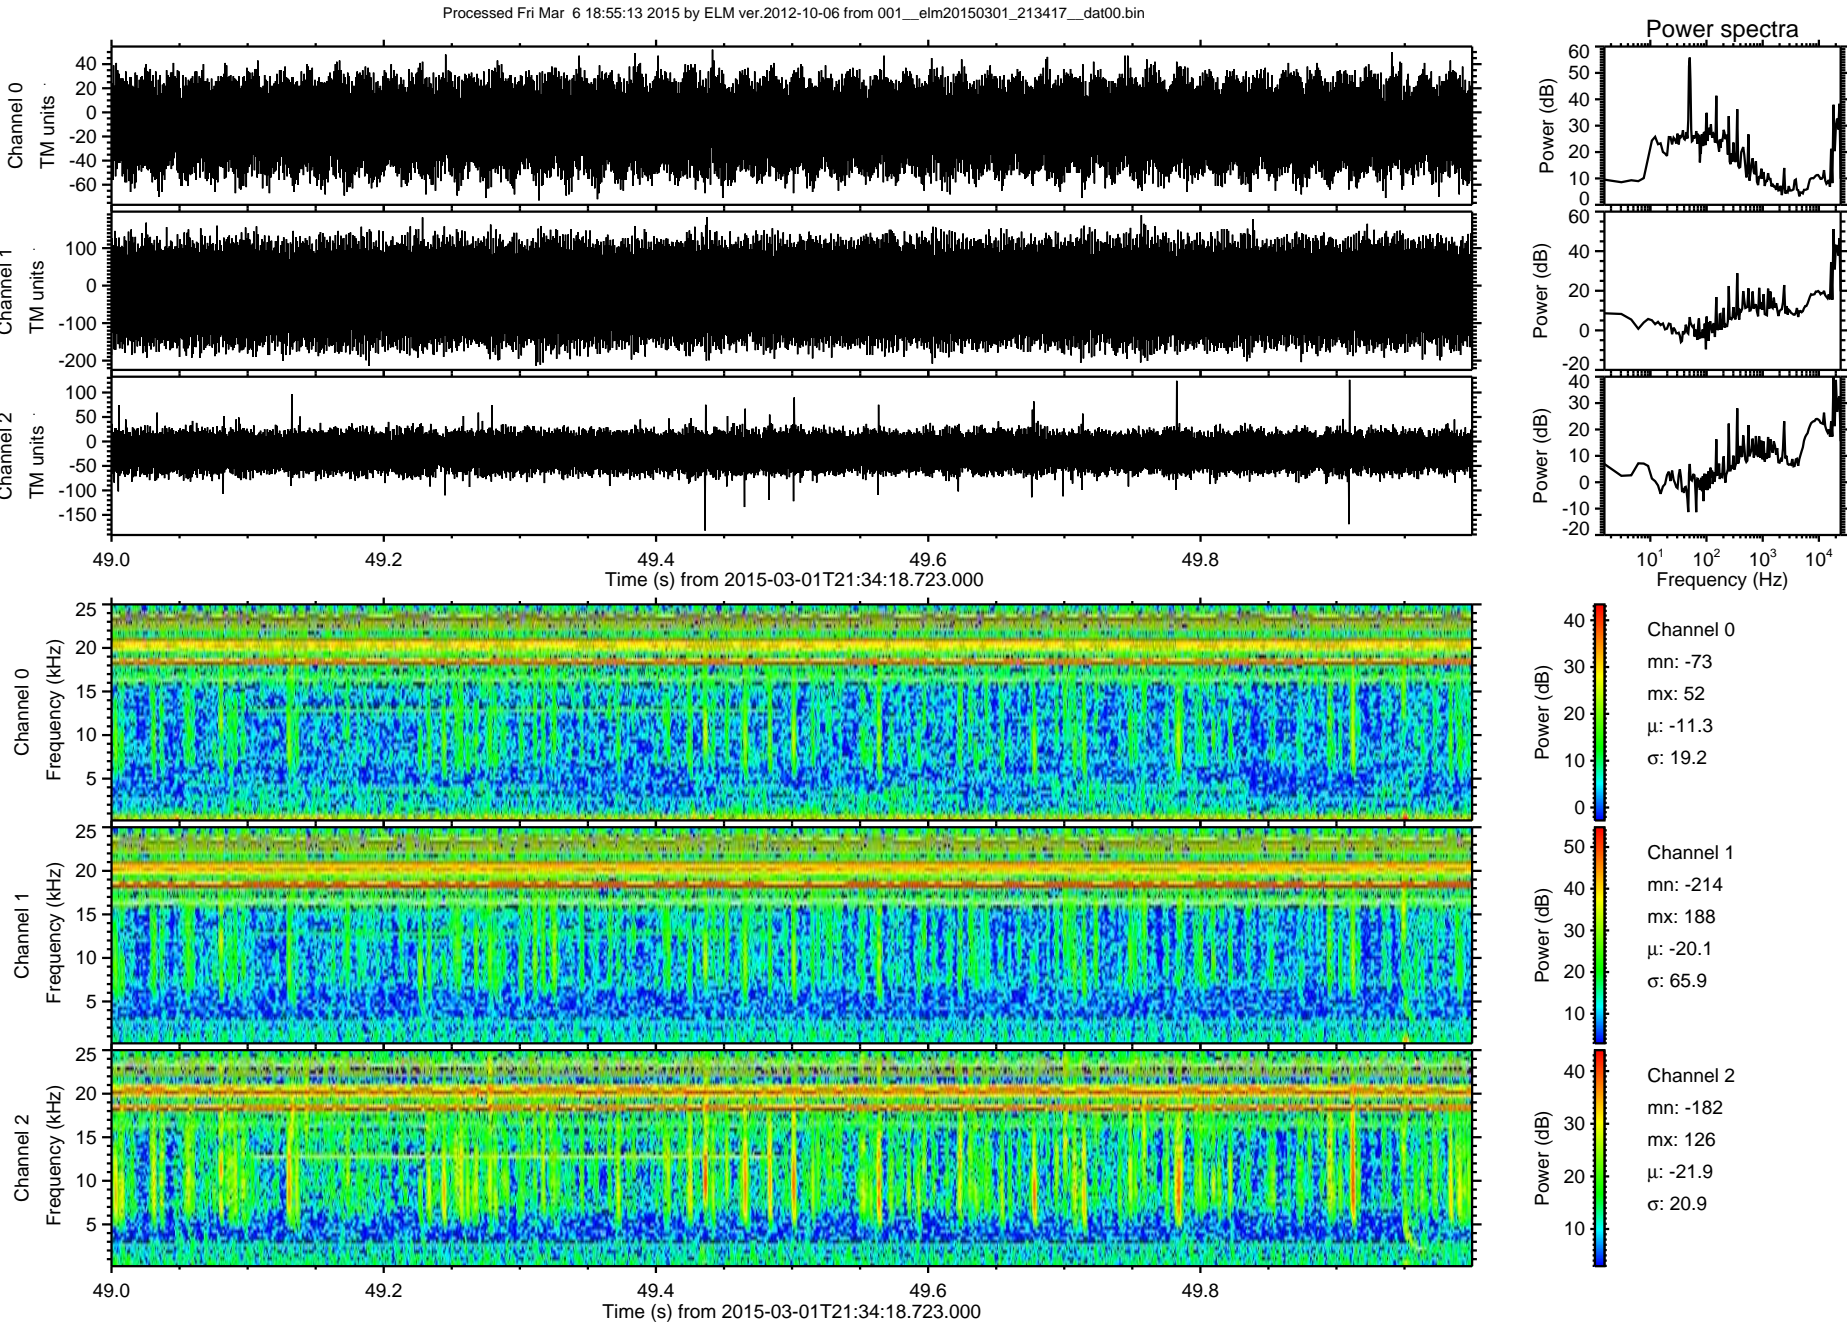 Processed Fri Mar 6 18:55:13 2015 by ELM ver.2012-10-06 from 001__elm20150301_213417__dat00.bin
Power spectra
Channel 0
TM units
40
20
0
-20
-40
-60
Power (dB)
60
50
40
30
20
10
0
Channel 1
TM units
100
0
-100
-200
Power (dB)
60
40
20
0
-20
Channel 2
TM units
100
50
0
-50
-100
-150
Power (dB)
40
30
20
10
0
-10
-20
49.0 49.2 49.4 49.6 49.8
Time (s) from 2015-03-01T21:34:18.723.000
10¹ 10² 10³ 10⁴
Frequency (Hz)
Channel 0
Frequency (kHz)
25
20
15
10
5
Power (dB)
40
30
20
10
0
Channel 0
mn: -73
mx: 52
μ: -11.3
σ: 19.2
Channel 1
Frequency (kHz)
25
20
15
10
5
Power (dB)
50
40
30
20
10
Channel 1
mn: -214
mx: 188
μ: -20.1
σ: 65.9
Channel 2
Frequency (kHz)
25
20
15
10
5
Power (dB)
40
30
20
10
Channel 2
mn: -182
mx: 126
μ: -21.9
σ: 20.9
49.0 49.2 49.4 49.6 49.8
Time (s) from 2015-03-01T21:34:18.723.000